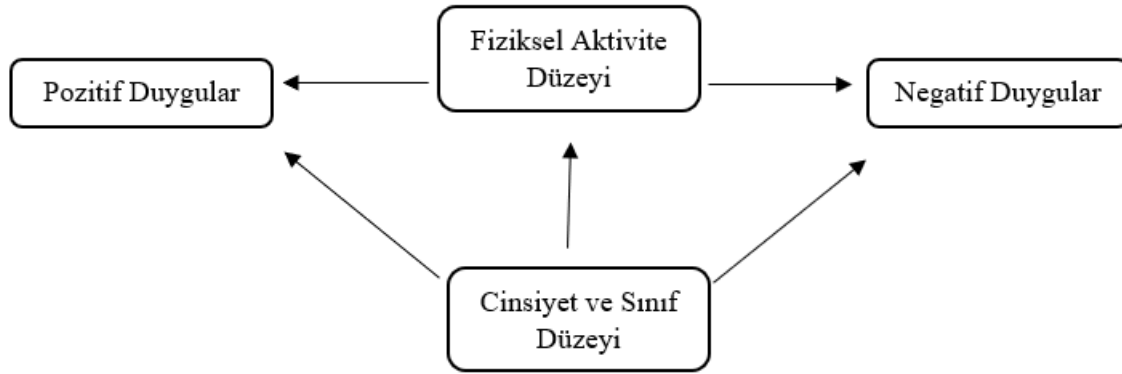 Fiziksel Aktivite
Düzeyi
Pozitif Duygular
Negatif Duygular
Cinsiyet ve Sınıf
Düzeyi